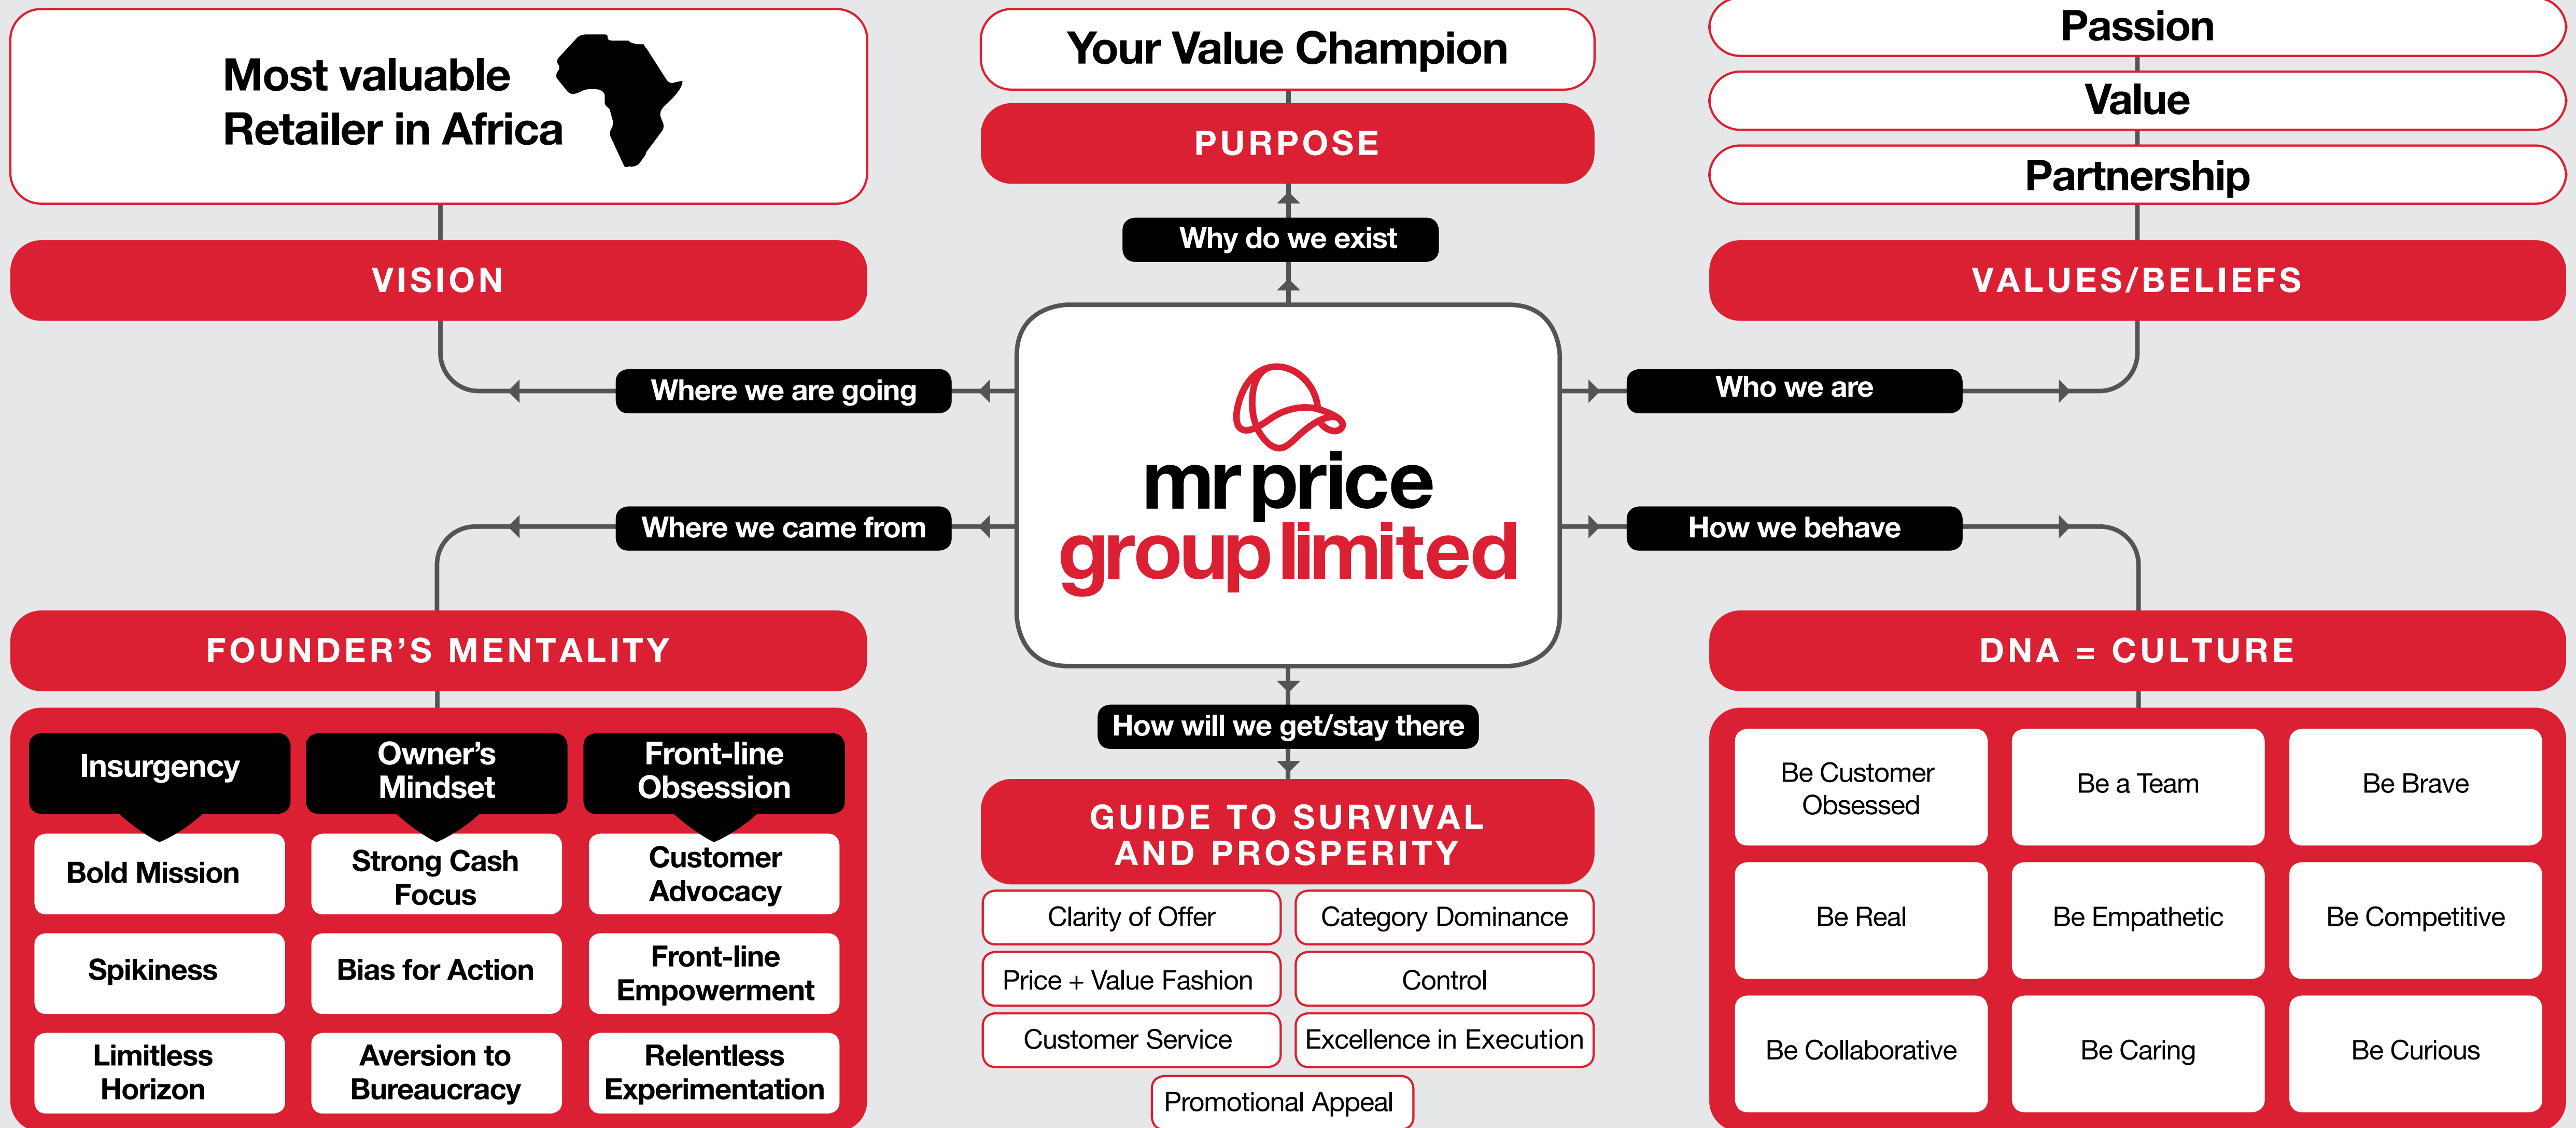 Most valuable
Retailer in Africa
VISION
Your Value Champion
PURPOSE
Why do we exist
Passion
Value
Partnership
VALUES/BELIEFS
Where we are going
Who we are
mr price
group limited
Where we came from
How we behave
FOUNDER’S MENTALITY
Insurgency
Bold Mission
Spikiness
Limitless
Horizon
Owner’s
Mindset
Strong Cash
Focus
Bias for Action
Aversion to
Bureaucracy
Front-line
Obsession
Customer
Advocacy
Front-line
Empowerment
Relentless
Experimentation
How will we get/stay there
GUIDE TO SURVIVAL
AND PROSPERITY
Clarity of Offer
Category Dominance
Price + Value Fashion
Control
Customer Service
Excellence in Execution
Promotional Appeal
DNA = CULTURE
Be Customer
Obsessed
Be a Team
Be Brave
Be Real
Be Empathetic
Be Competitive
Be Collaborative
Be Caring
Be Curious